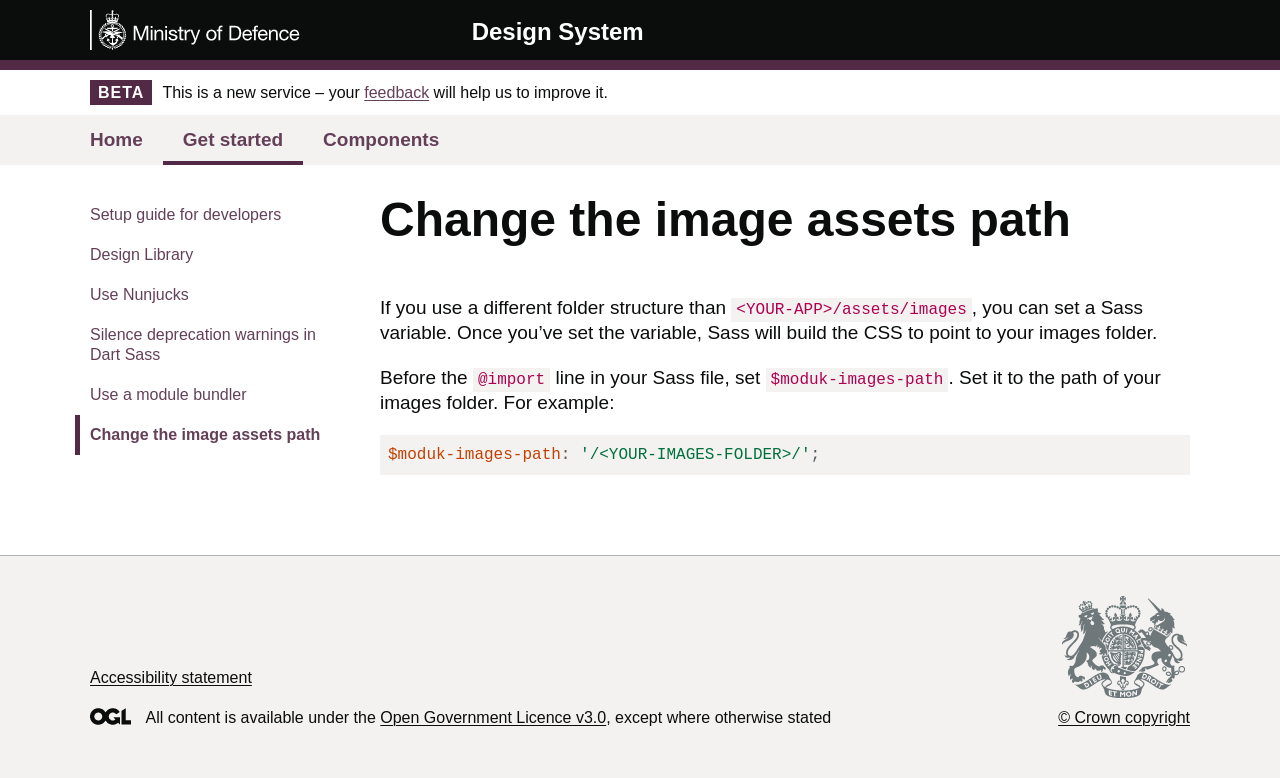 Ministry of Defence
Design System
BETA
This is a new service – your feedback will help us to improve it.
Home
Get started
Components
Setup guide for developers
Design Library
Use Nunjucks
Silence deprecation warnings in
Dart Sass
Use a module bundler
Change the image assets path
Change the image assets path
If you use a different folder structure than <YOUR-APP>/assets/images, you can set a Sass
variable. Once you’ve set the variable, Sass will build the CSS to point to your images folder.
Before the @import line in your Sass file, set $moduk-images-path. Set it to the path of your
images folder. For example:
$moduk-images-path: '/<YOUR-IMAGES-FOLDER>/';
Accessibility statement
OGL
All content is available under the Open Government Licence v3.0, except where otherwise stated
© Crown copyright